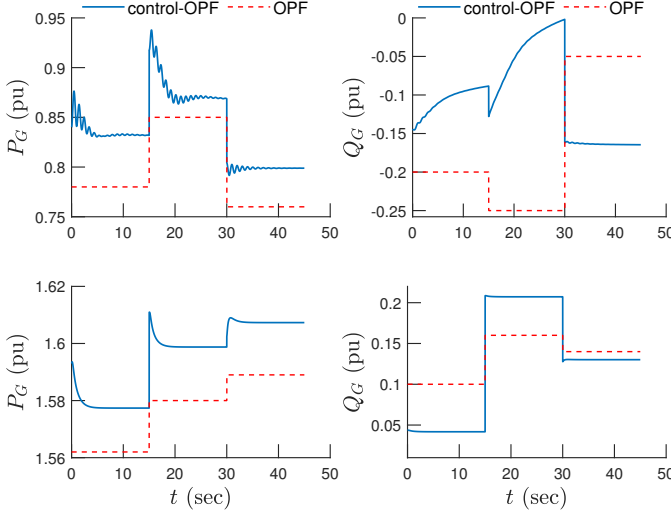 control-OPF OPF
0.95
0.9
0.85
0.8
0.75
P_G (pu)
0 10 20 30 40 50
control-OPF OPF
0
-0.05
-0.1
-0.15
-0.2
-0.25
Q_G (pu)
0 10 20 30 40 50
1.62
1.6
1.58
1.56
P_G (pu)
0 10 20 30 40 50
t (sec)
0.2
0.15
0.1
0.05
Q_G (pu)
0 10 20 30 40 50
t (sec)